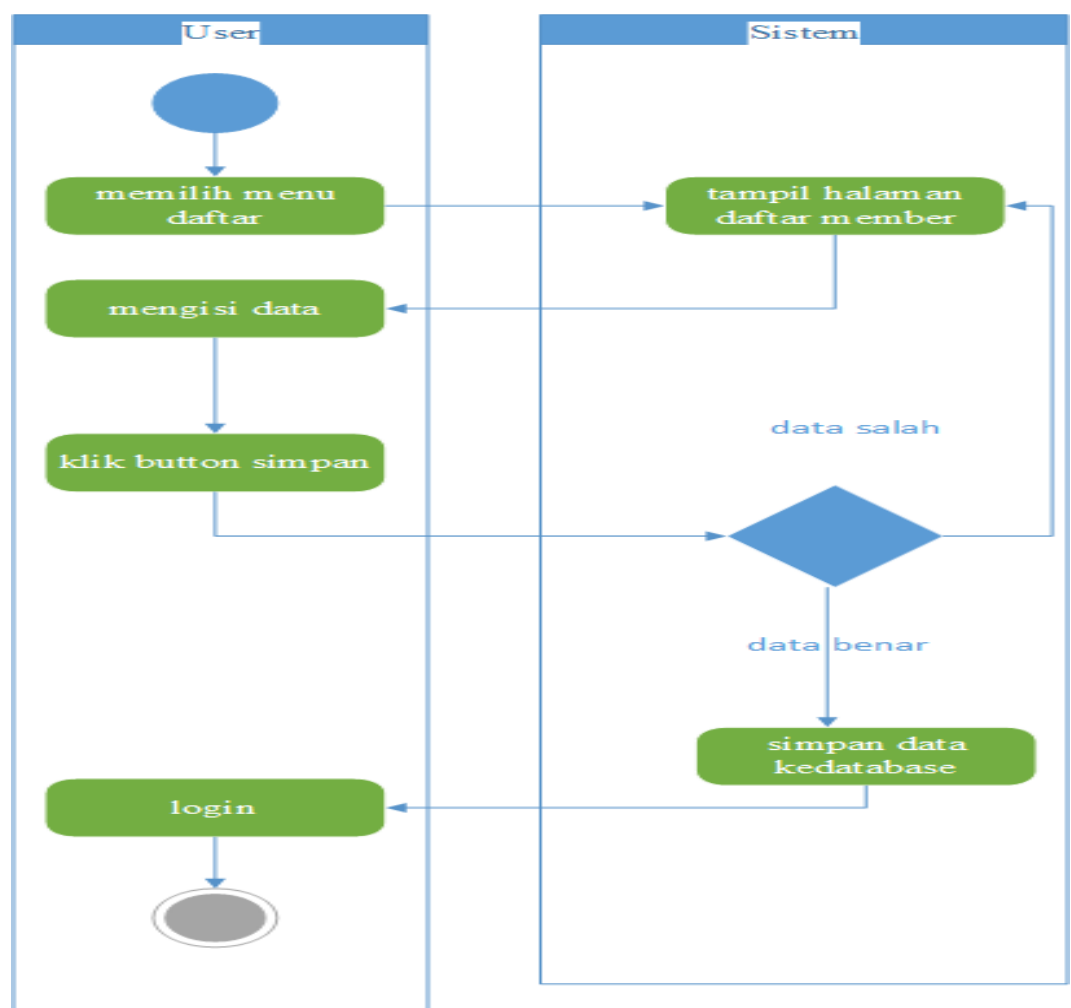 User
Sistem
memilih menu
daftar
tampil halaman
daftar member
mengisi data
data salah
klik button simpan
data benar
simpan data
kedatabase
login